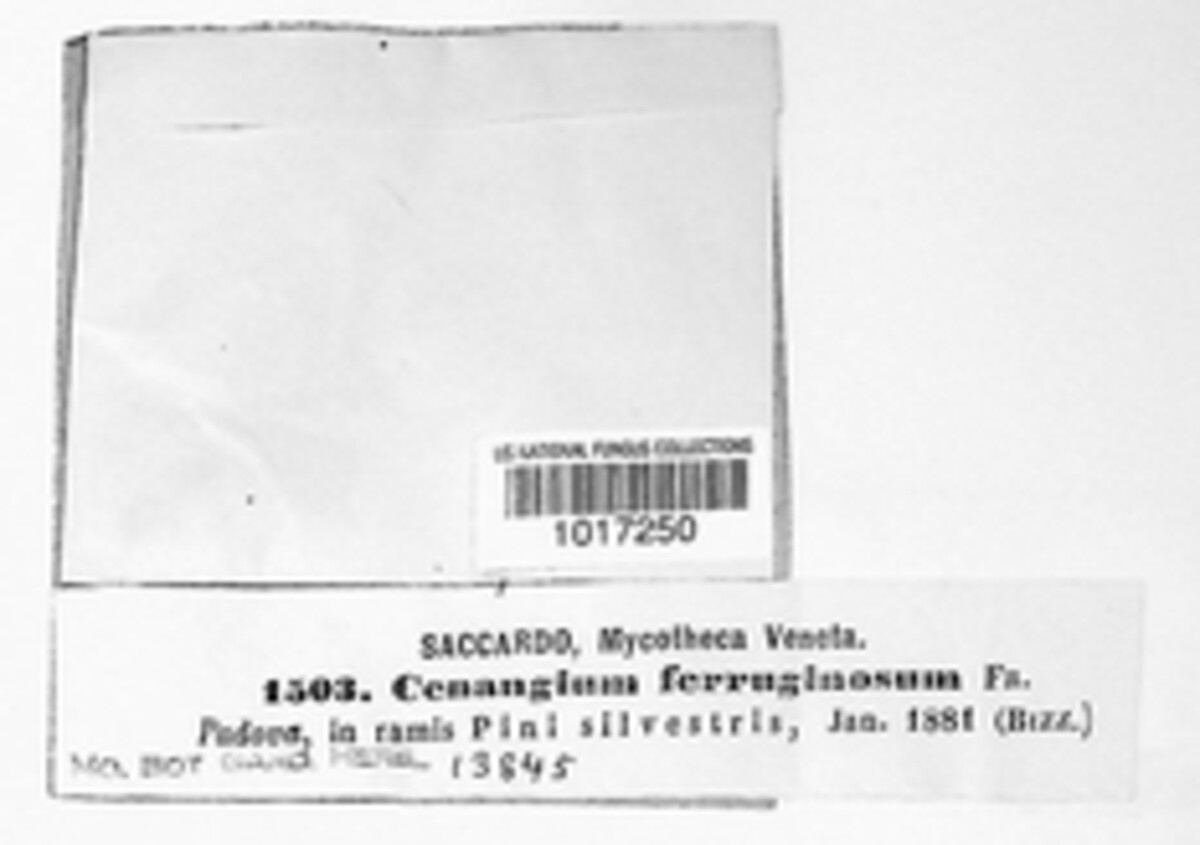 US NATIONAL FUNGUS COLLECTIONS
1017250
SACCARDO, Mycotheca Veneta.
1503. Cenangium ferruginosum Fr.
Padova, in ramis Pini silvestris, Jan. 1881 (Bizz.)
Mo. Bot Gard. Herb. 13845